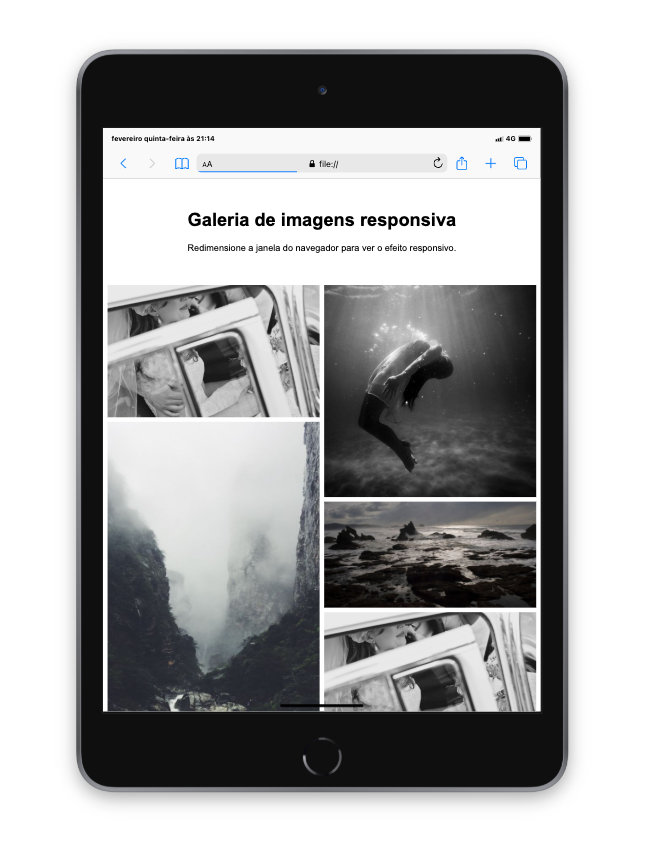 fevereiro quinta-feira às 21:14
4G
AA
file://
Galeria de imagens responsiva
Redimensione a janela do navegador para ver o efeito responsivo.